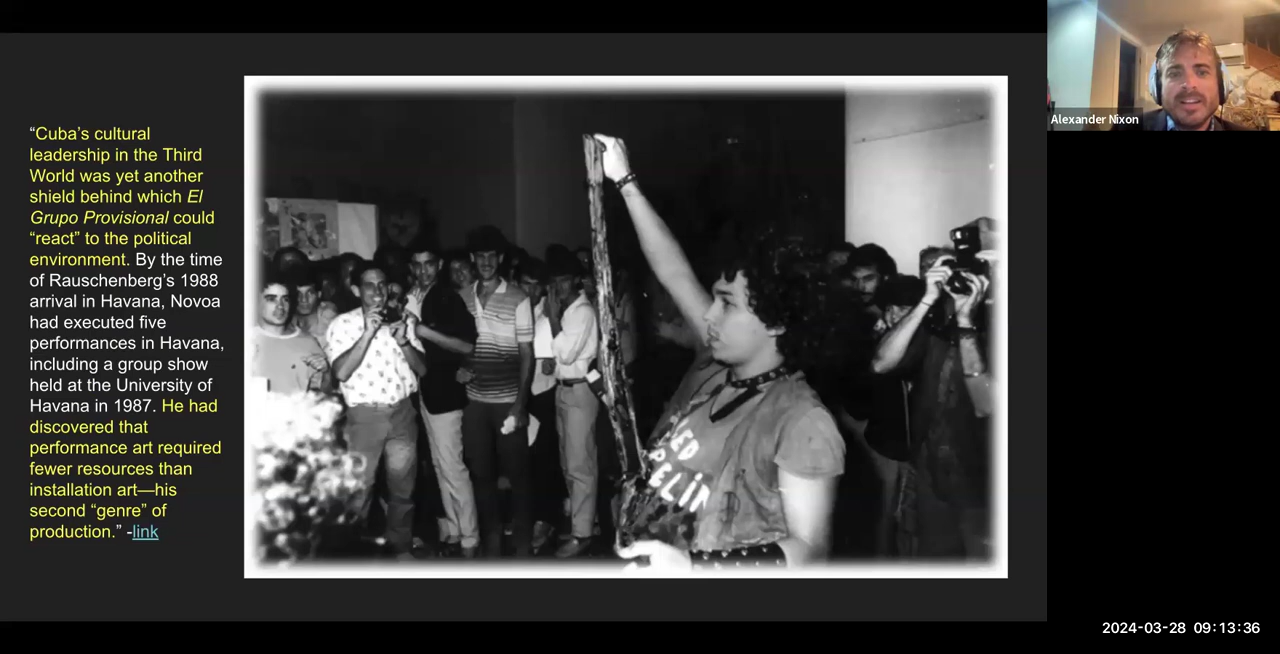 “Cuba’s cultural
leadership in the Third
World was yet another
shield behind which El
Grupo Provisional could
“react” to the political
environment. By the time
of Rauschenberg’s 1988
arrival in Havana, Novoa
had executed five
performances in Havana,
including a group show
held at the University of
Havana in 1987. He had
discovered that
performance art required
fewer resources than
installation art—his
second “genre” of
production.” -link
LED
Alexander Nixon
2024-03-28 09:13:36